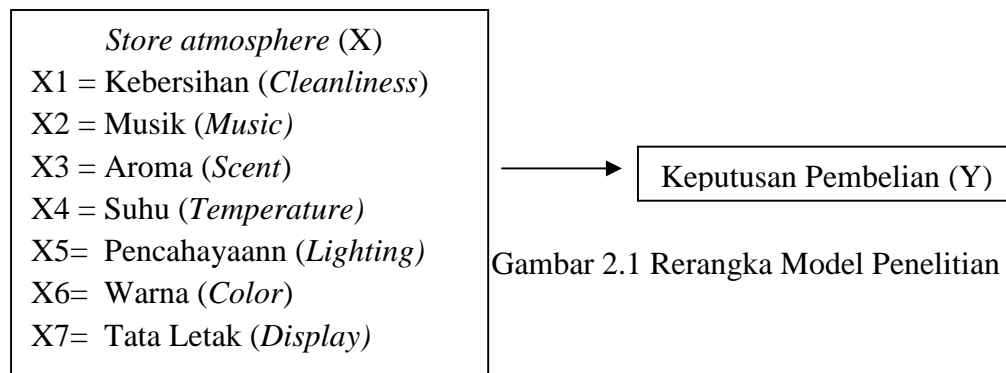 Store atmosphere (X)
X1 = Kebersihan (Cleanliness)
X2 = Musik (Music)
X3 = Aroma (Scent)
X4 = Suhu (Temperature)
X5= Pencahayaann (Lighting)
X6= Warna (Color)
X7= Tata Letak (Display)
Keputusan Pembelian (Y)
Gambar 2.1 Rerangka Model Penelitian